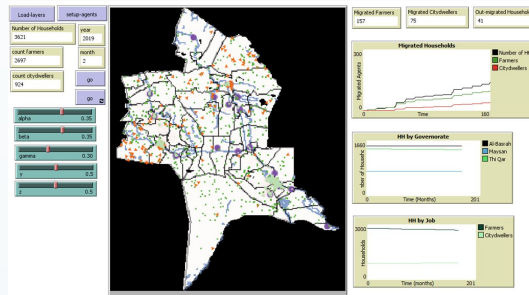 Load-layers
setup-agents
Number of Households
3621
year
2019
count farmers
2697
month
2
count citydwellers
924
go
go
alpha 0.35
beta 0.35
gamma 0.30
y 0.5
z 0.5
Migrated Farmers
157
Migrated Citydwellers
75
Out-migrated Household
41
Migrated Households
300
Migrated Agents
0
0
Time
160
Number of HH
Farmers
Citydwellers
HH by Governorate
1660
0
Time (Months)
201
Al-Basrah
Maysan
Thi Qar
HH by Job
3000
Households
0
0
Time (months)
201
Farmers
Citydwellers